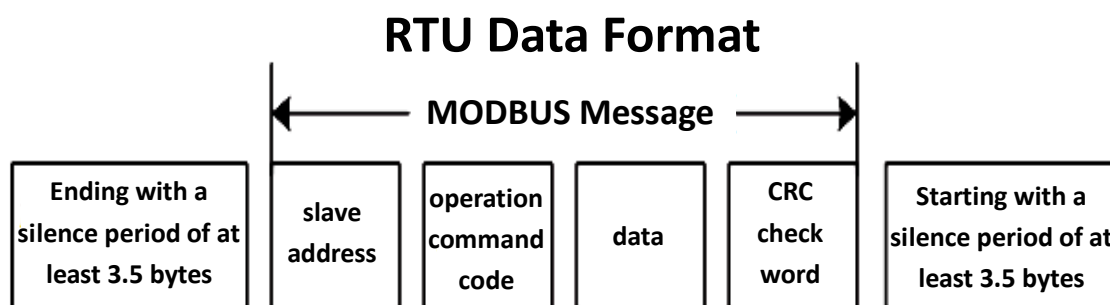 RTU Data Format
MODBUS Message
Ending with a
silence period of at
least 3.5 bytes
slave
address
operation
command
code
data
CRC
check
word
Starting with a
silence period of at
least 3.5 bytes